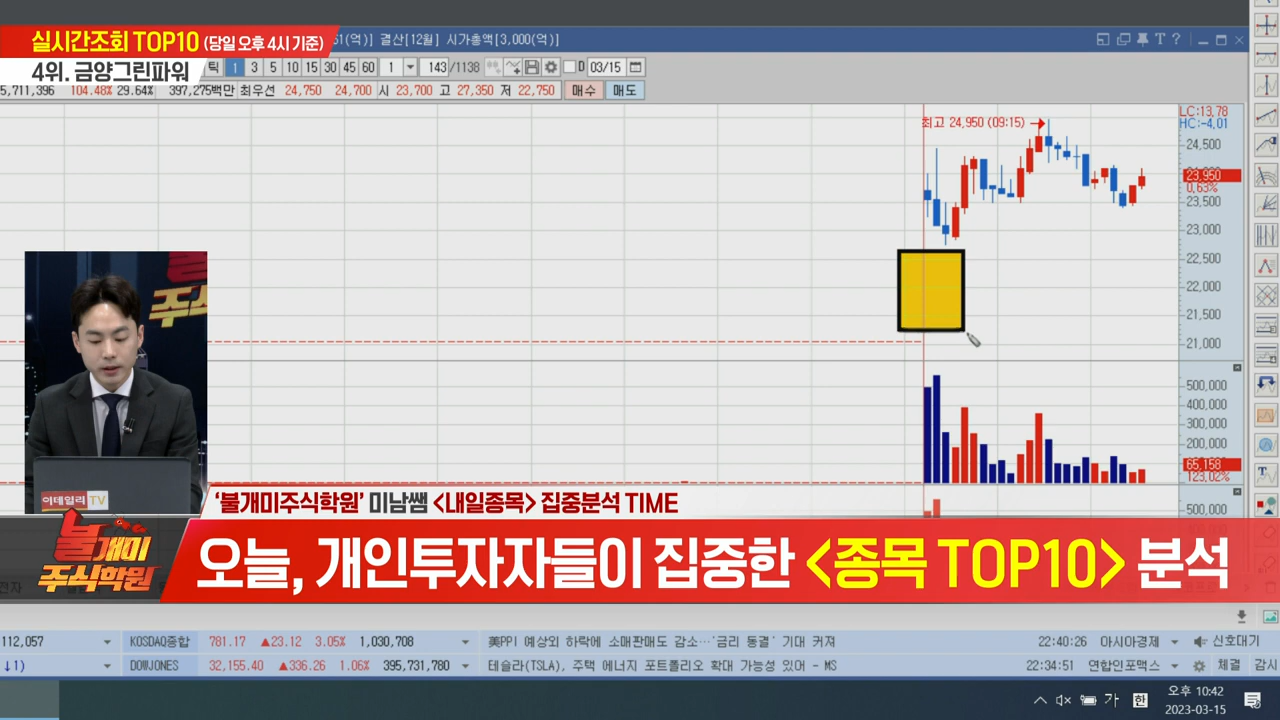 실시간조회 TOP10 (당일 오후 4시 기준)
4위. 금양그린파워
(억)] 결산[12월] 시가총액[3,000(억)]
틱 1 3 5 10 15 30 45 60 1 143 /1138 D 03/15
5,711,396 104.48% 29.64% 397,275백만 최우선 24,750 24,700 시 23,700 고 27,350 저 22,750 매수 매도
최고 24,950 (09:15)
LC:13.78
HC:-4.01
24,500
23,950
0.63%
23,500
23,000
22,500
22,000
21,500
21,000
500,000
400,000
300,000
200,000
65,158
123.02%
500,000
불개미
주식
이데일리TV
'불개미주식학원' 미남쌤 <내일종목> 집중분석 TIME
불개미
주식학원
오늘, 개인투자자들이 집중한 <종목 TOP10> 분석
112,057 KOSDAQ종합 781.17 ▲23.12 3.05% 1,030,708 美PPI 예상외 하락에 소매판매도 감소…'금리 동결' 기대 커져 22:40:26 아시아경제 신호대기
↓1) DOWJONES 32,155.40 ▲336.26 1.06% 395,731,780 테슬라(TSLA), 주택 에너지 포트폴리오 확대 가능성 있어 - MS 22:34:51 연합인포맥스 체결 감시
가 한 오후 10:42
2023-03-15